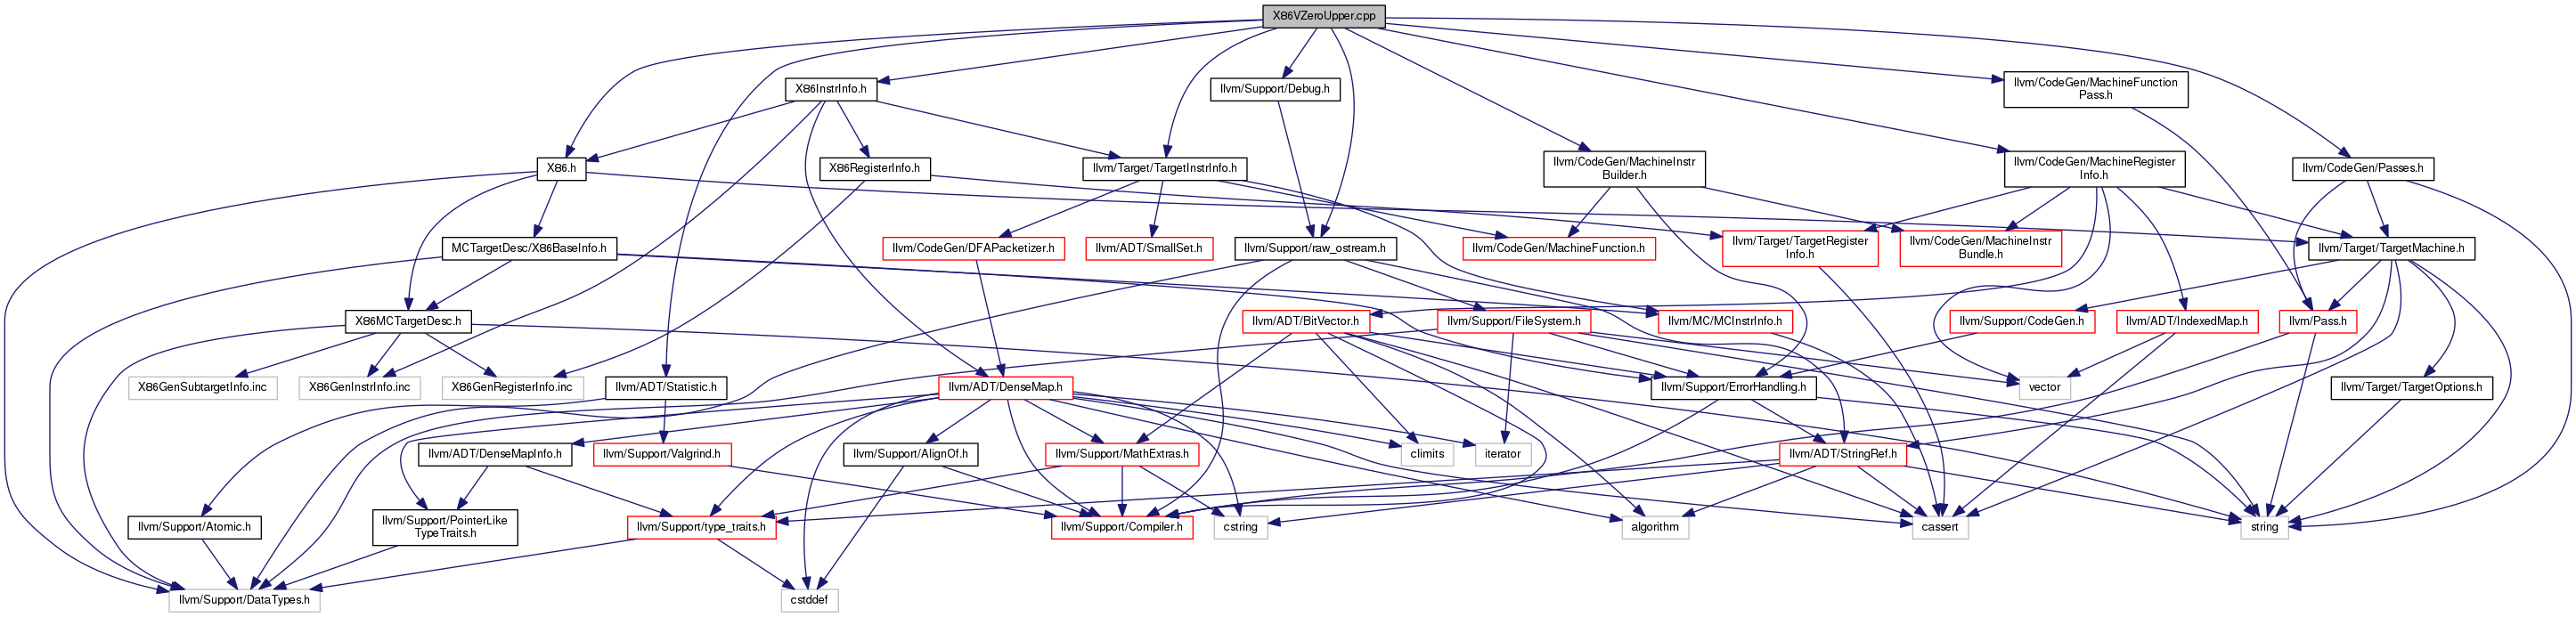 X86VZeroUpper.cpp
X86InstrInfo.h
llvm/Support/Debug.h
llvm/CodeGen/MachineFunction
Pass.h
X86.h
X86RegisterInfo.h
llvm/Target/TargetInstrInfo.h
llvm/CodeGen/MachineInstr
Builder.h
llvm/CodeGen/MachineRegister
Info.h
llvm/CodeGen/Passes.h
MCTargetDesc/X86BaseInfo.h
llvm/CodeGen/DFAPacketizer.h
llvm/ADT/SmallSet.h
llvm/Support/raw_ostream.h
llvm/CodeGen/MachineFunction.h
llvm/Target/TargetRegister
Info.h
llvm/CodeGen/MachineInstr
Bundle.h
llvm/Target/TargetMachine.h
X86MCTargetDesc.h
llvm/ADT/BitVector.h
llvm/Support/FileSystem.h
llvm/MC/MCInstrInfo.h
llvm/Support/CodeGen.h
llvm/ADT/IndexedMap.h
llvm/Pass.h
X86GenSubtargetInfo.inc
X86GenInstrInfo.inc
X86GenRegisterInfo.inc
llvm/ADT/Statistic.h
llvm/ADT/DenseMap.h
llvm/Support/ErrorHandling.h
vector
llvm/Target/TargetOptions.h
llvm/ADT/DenseMapInfo.h
llvm/Support/Valgrind.h
llvm/Support/AlignOf.h
llvm/Support/MathExtras.h
climits
iterator
llvm/ADT/StringRef.h
llvm/Support/Atomic.h
llvm/Support/PointerLike
TypeTraits.h
llvm/Support/type_traits.h
llvm/Support/Compiler.h
cstring
algorithm
cassert
string
llvm/Support/DataTypes.h
cstddef